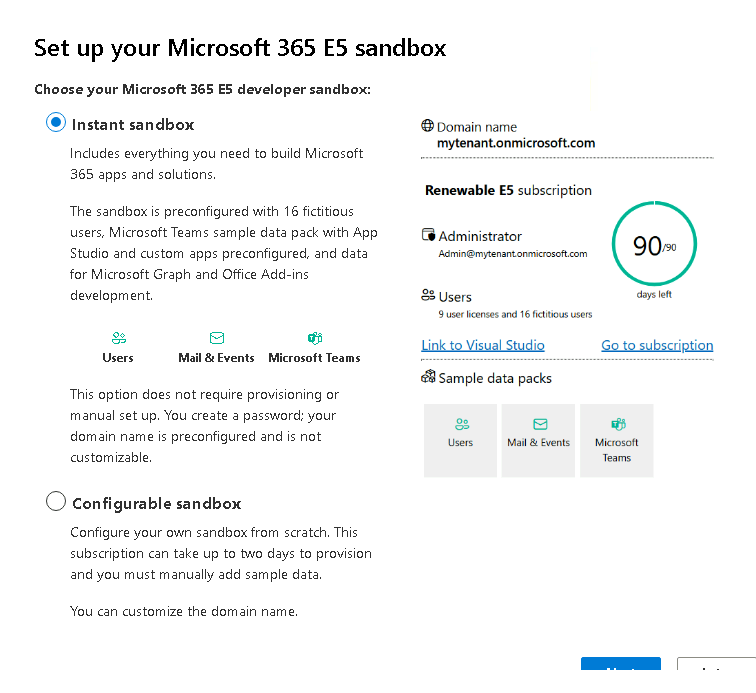 Set up your Microsoft 365 E5 sandbox
Choose your Microsoft 365 E5 developer sandbox:
Instant sandbox
Includes everything you need to build Microsoft
365 apps and solutions.
The sandbox is preconfigured with 16 fictitious
users, Microsoft Teams sample data pack with App
Studio and custom apps preconfigured, and data
for Microsoft Graph and Office Add-ins
development.
Users
Mail & Events
Microsoft Teams
This option does not require provisioning or
manual set up. You create a password; your
domain name is preconfigured and is not
customizable.
Configurable sandbox
Configure your own sandbox from scratch. This
subscription can take up to two days to provision
and you must manually add sample data.
You can customize the domain name.
Domain name
mytenant.onmicrosoft.com
Renewable E5 subscription
Administrator
Admin@mytenant.onmicrosoft.com
90/90
days left
Users
9 user licenses and 16 fictitious users
Link to Visual Studio
Go to subscription
Sample data packs
Users
Mail & Events
Microsoft
Teams